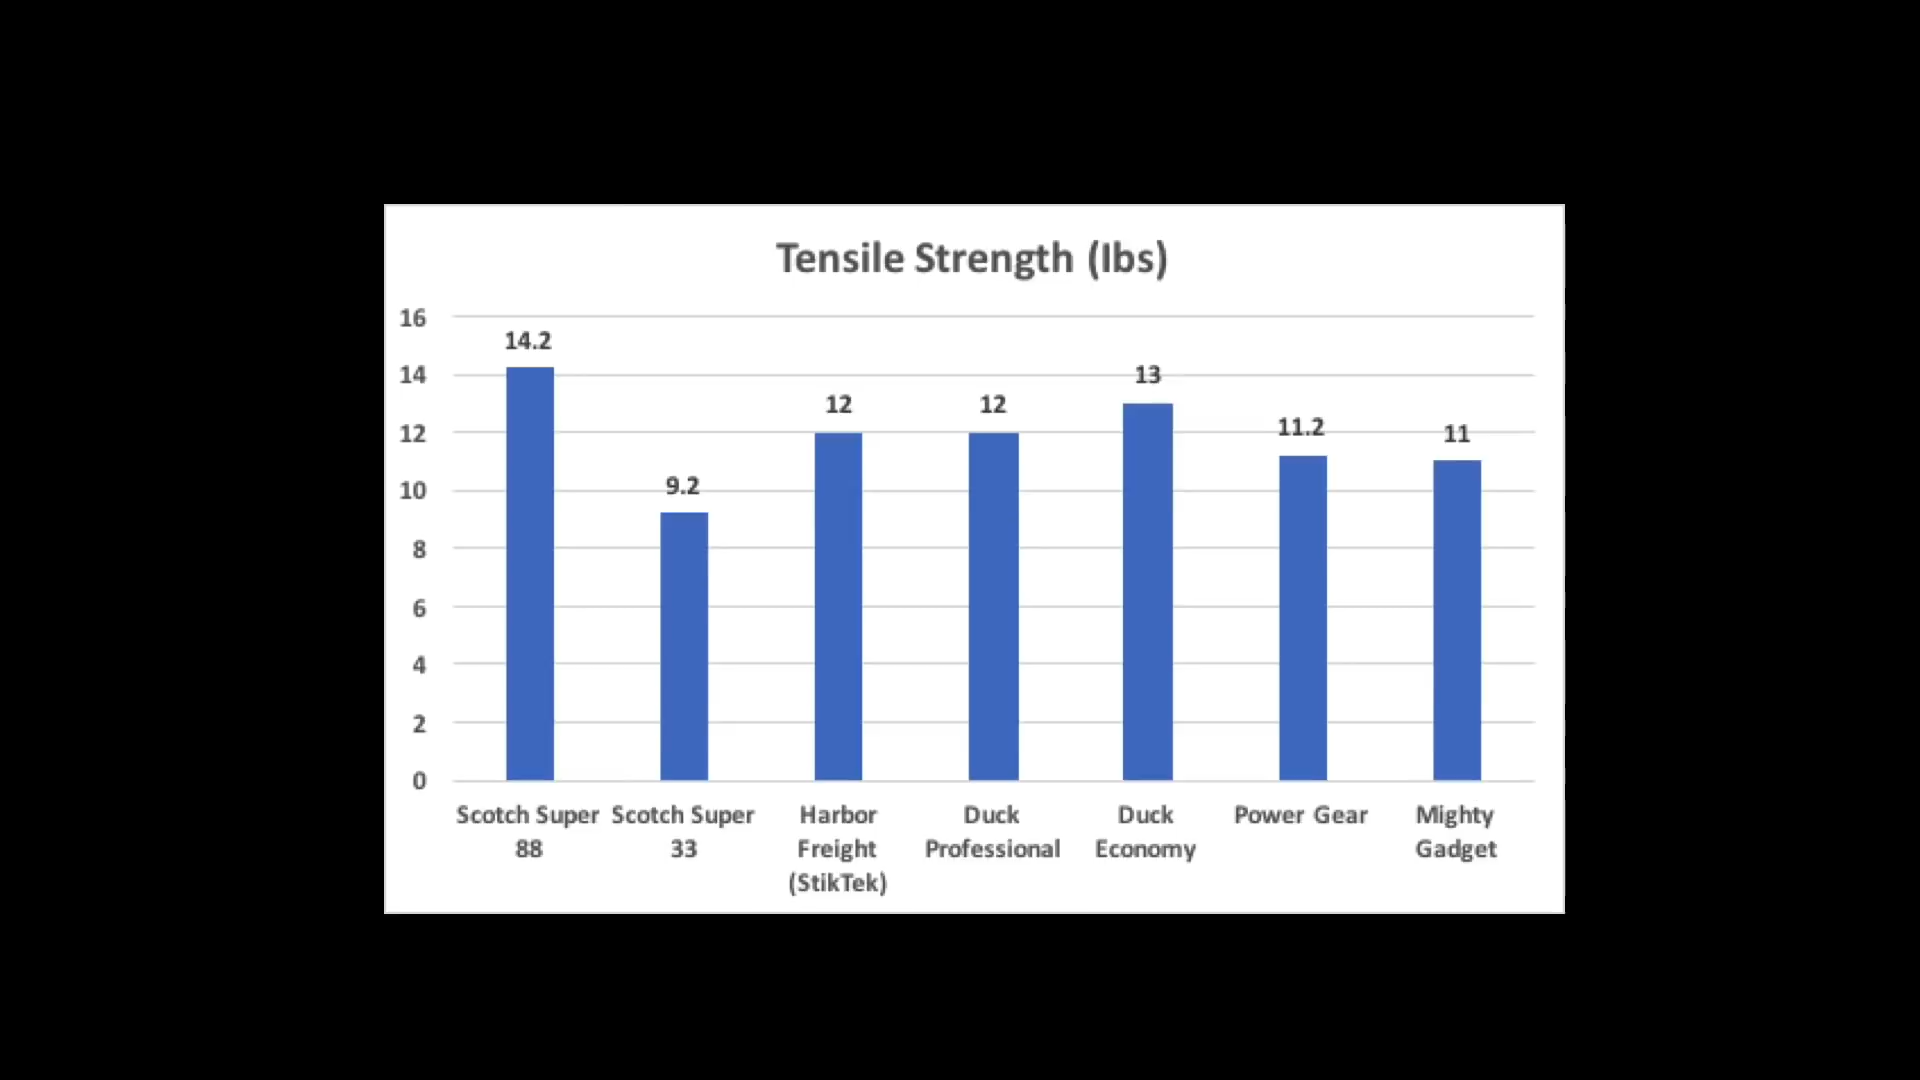 Tensile Strength (Ibs)
16
14
12
10
8
6
4
2
0
14.2
9.2
12
12
13
11.2
11
Scotch Super
88
Scotch Super
33
Harbor
Freight
(StikTek)
Duck
Professional
Duck
Economy
Power Gear
Mighty
Gadget